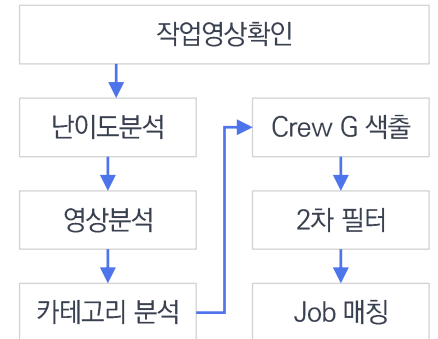 작업영상확인
난이도분석
영상분석
카테고리 분석
Crew G 색출
2차 필터
Job 매칭